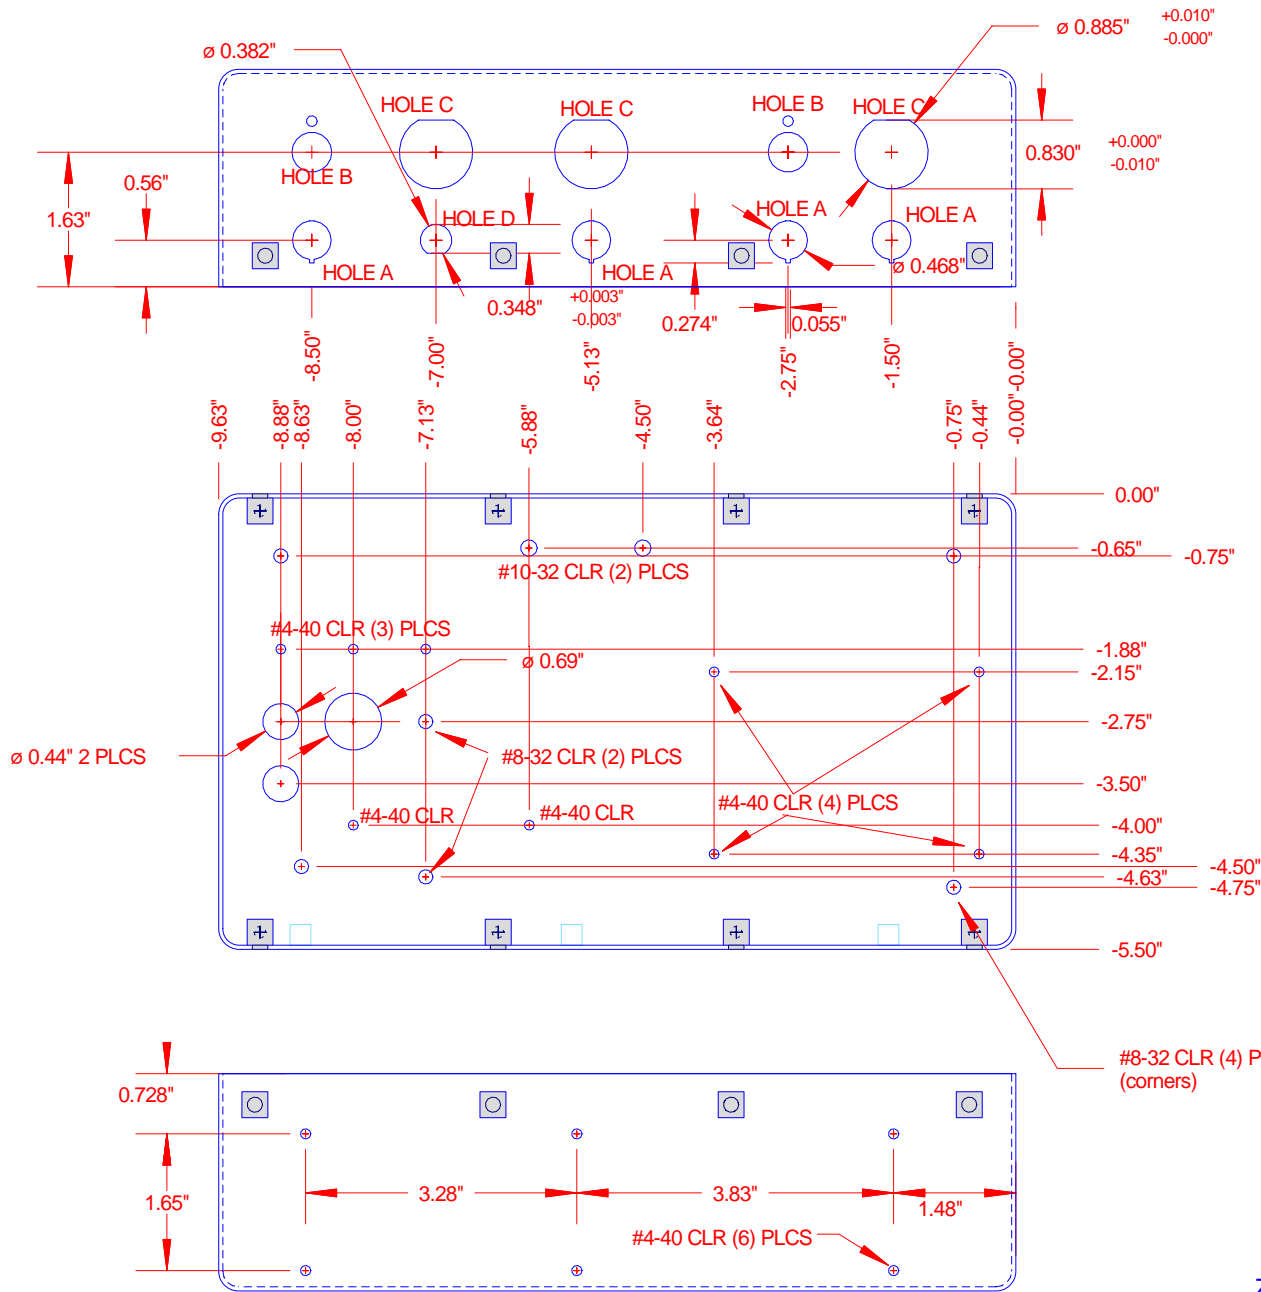 ø 0.382"
ø 0.885"
+0.010"
-0.000"
HOLE C
HOLE C
HOLE B
HOLE C
0.830"
+0.000"
-0.010"
0.56"
HOLE B
1.63"
HOLE D
HOLE A
HOLE A
HOLE A
HOLE A
ø 0.468"
0.348"
+0.003"
-0.003"
0.274"
0.055"
-8.50"
-7.00"
-5.13"
-2.75"
-1.50"
-0.00"
-9.63"
-8.88"
-8.63"
-8.00"
-7.13"
-5.88"
-4.50"
-3.64"
-0.75"
-0.44"
-0.00"
0.00"
-0.65"
-0.75"
#10-32 CLR (2) PLCS
#4-40 CLR (3) PLCS
-1.88"
ø 0.69"
-2.15"
-2.75"
ø 0.44" 2 PLCS
#8-32 CLR (2) PLCS
-3.50"
#4-40 CLR
#4-40 CLR
#4-40 CLR (4) PLCS
-4.00"
-4.35"
-4.50"
-4.63"
-4.75"
-5.50"
#8-32 CLR (4) P
(corners)
0.728"
1.65"
3.28"
3.83"
1.48"
#4-40 CLR (6) PLCS